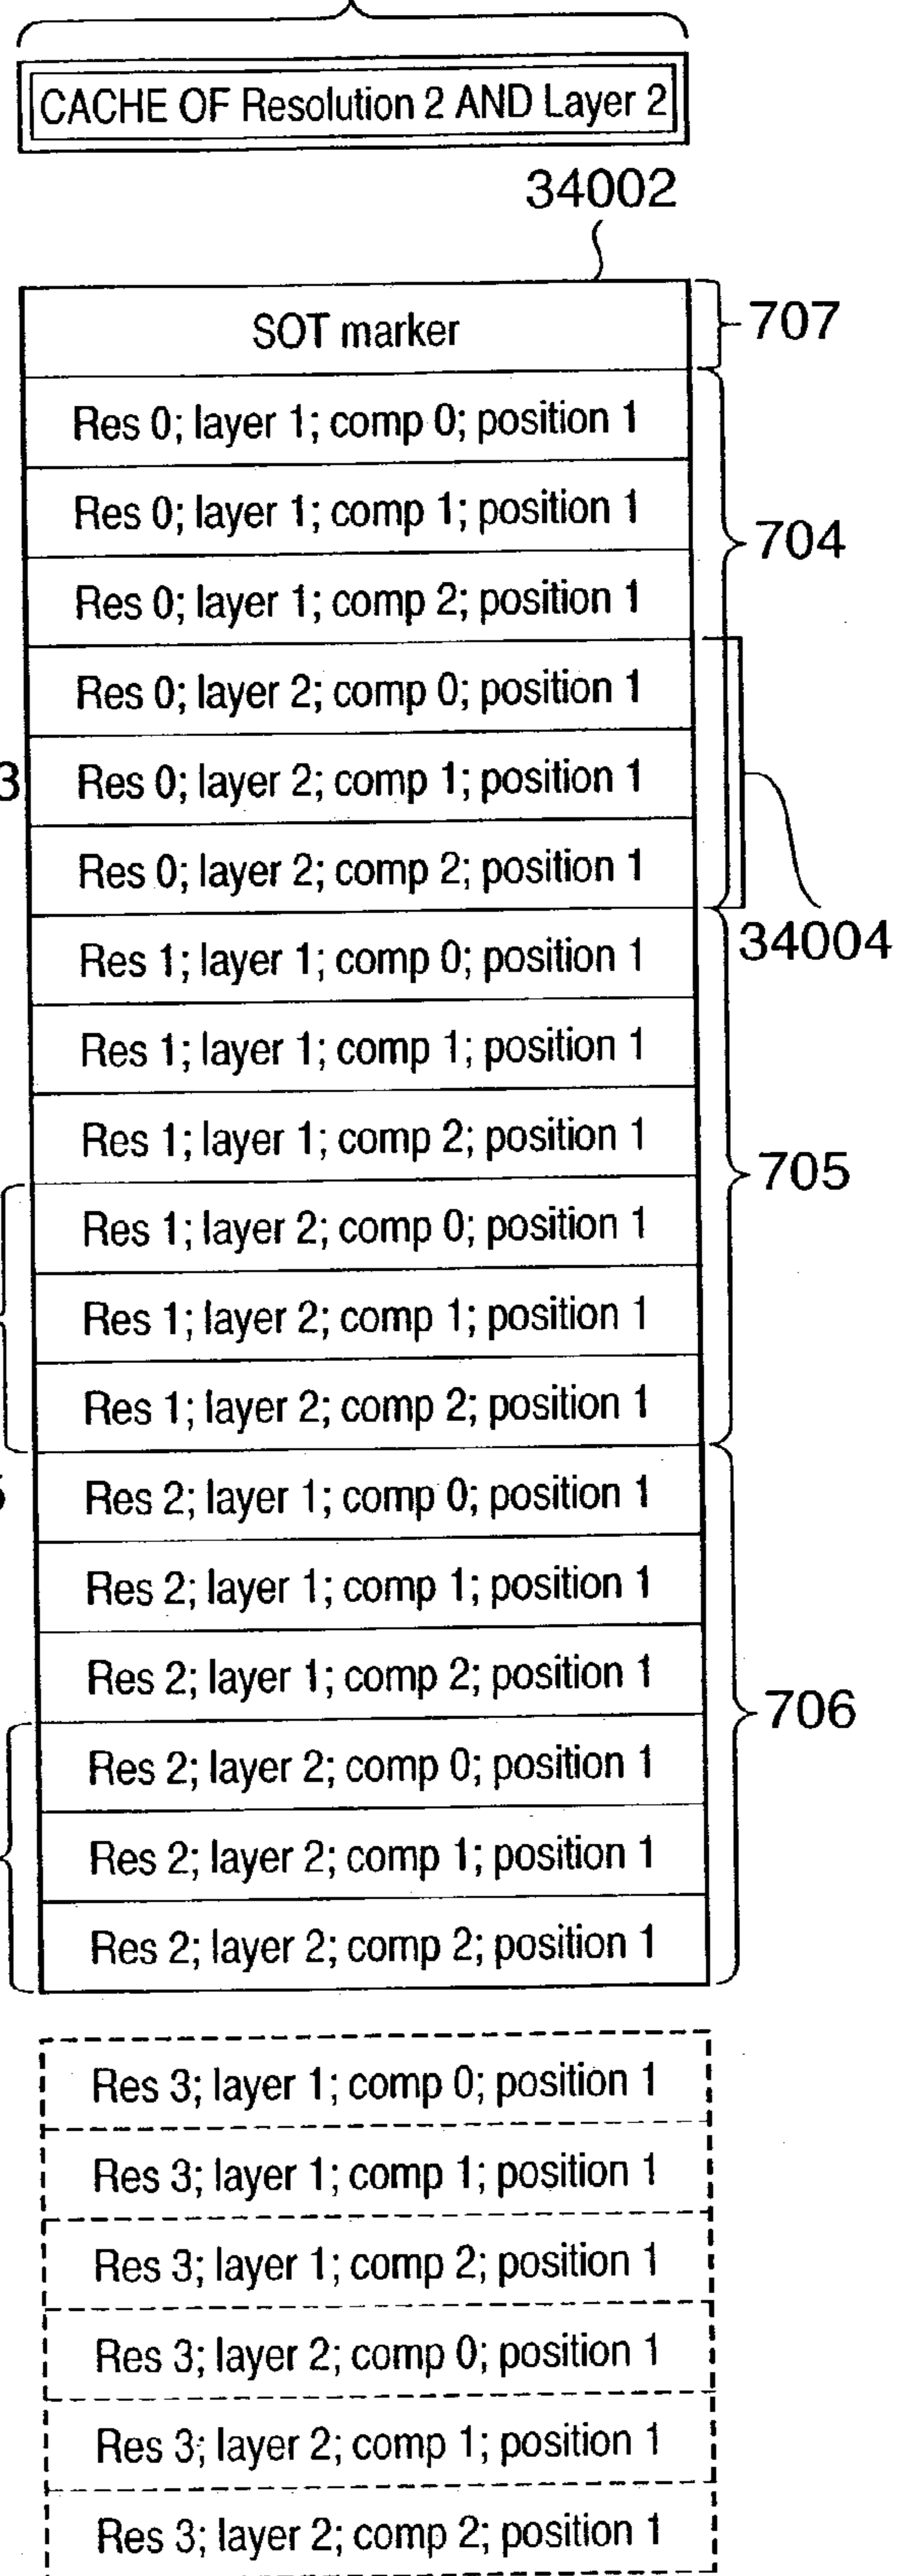 CACHE OF Resolution 2 AND Layer 2
34002
SOT marker
707
Res 0; layer 1; comp 0; position 1
Res 0; layer 1; comp 1; position 1
704
Res 0; layer 1; comp 2; position 1
Res 0; layer 2; comp 0; position 1
3
Res 0; layer 2; comp 1; position 1
Res 0; layer 2; comp 2; position 1
34004
Res 1; layer 1; comp 0; position 1
Res 1; layer 1; comp 1; position 1
Res 1; layer 1; comp 2; position 1
705
Res 1; layer 2; comp 0; position 1
Res 1; layer 2; comp 1; position 1
Res 1; layer 2; comp 2; position 1
Res 2; layer 1; comp 0; position 1
Res 2; layer 1; comp 1; position 1
Res 2; layer 1; comp 2; position 1
706
Res 2; layer 2; comp 0; position 1
Res 2; layer 2; comp 1; position 1
Res 2; layer 2; comp 2; position 1
Res 3; layer 1; comp 0; position 1
Res 3; layer 1; comp 1; position 1
Res 3; layer 1; comp 2; position 1
Res 3; layer 2; comp 0; position 1
Res 3; layer 2; comp 1; position 1
Res 3; layer 2; comp 2; position 1